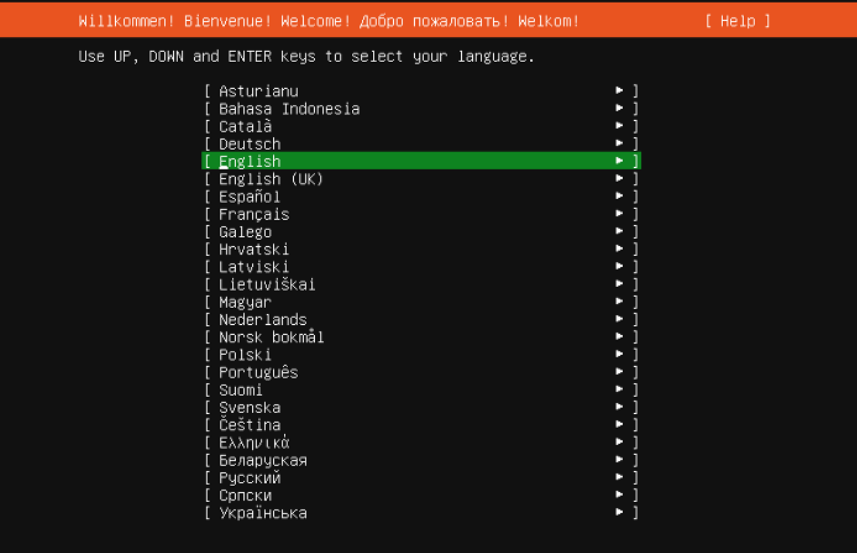 Willkommen! Bienvenue! Welcome! Добро пожаловать! Welkom! [ Help ]
Use UP, DOWN and ENTER keys to select your language.
[ Asturianu ► ]
[ Bahasa Indonesia ► ]
[ Català ► ]
[ Deutsch ► ]
[ English ► ]
[ English (UK) ► ]
[ Español ► ]
[ Français ► ]
[ Galego ► ]
[ Hrvatski ► ]
[ Latviski ► ]
[ Lietuviškai ► ]
[ Magyar ► ]
[ Nederlands ► ]
[ Norsk bokmål ► ]
[ Polski ► ]
[ Português ► ]
[ Suomi ► ]
[ Svenska ► ]
[ Čeština ► ]
[ Ελληνικά ► ]
[ Беларуская ► ]
[ Русский ► ]
[ Српски ► ]
[ Українська ► ]